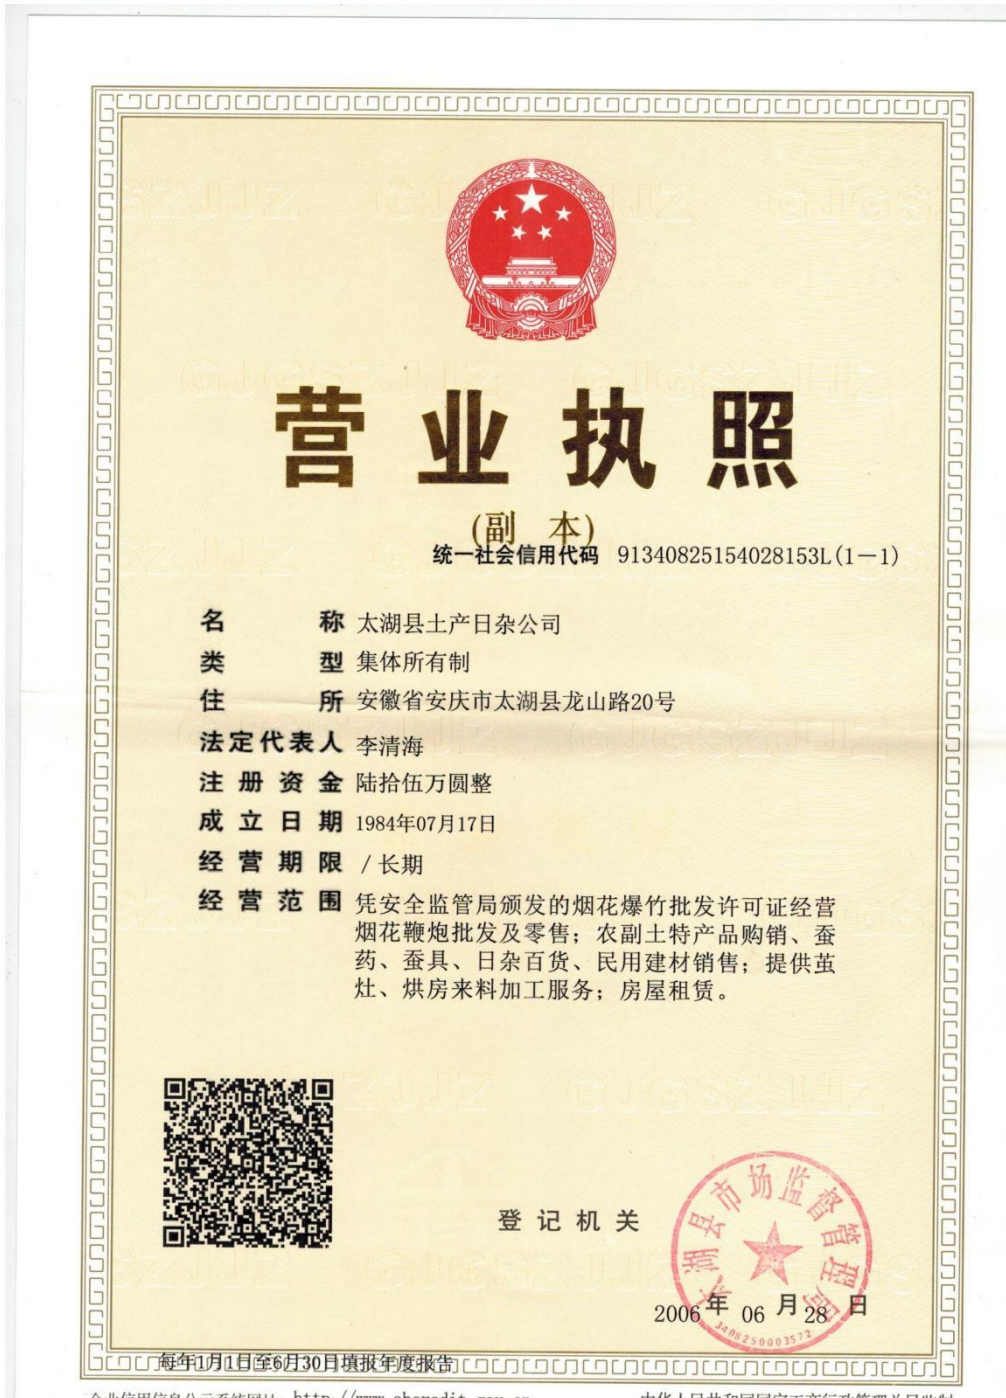 营业执照
(副 本)
统一社会信用代码 91340825154028153L(1-1)
名 称 太湖县土产日杂公司
类 型 集体所有制
住 所 安徽省安庆市太湖县龙山路20号
法定代表人 李清海
注 册 资 金 陆拾伍万圆整
成 立 日 期 1984年07月17日
经 营 期 限 / 长期
经 营 范 围 凭安全监管局颁发的烟花爆竹批发许可证经营
烟花鞭炮批发及零售；农副土特产品购销、蚕
药、蚕具、日杂百货、民用建材销售；提供茧
灶、烘房来料加工服务；房屋租赁。
登 记 机 关
太湖县市场监督管理局
2006 年 06 月 28 日
3408250003572
每年1月1日至6月30日填报年度报告